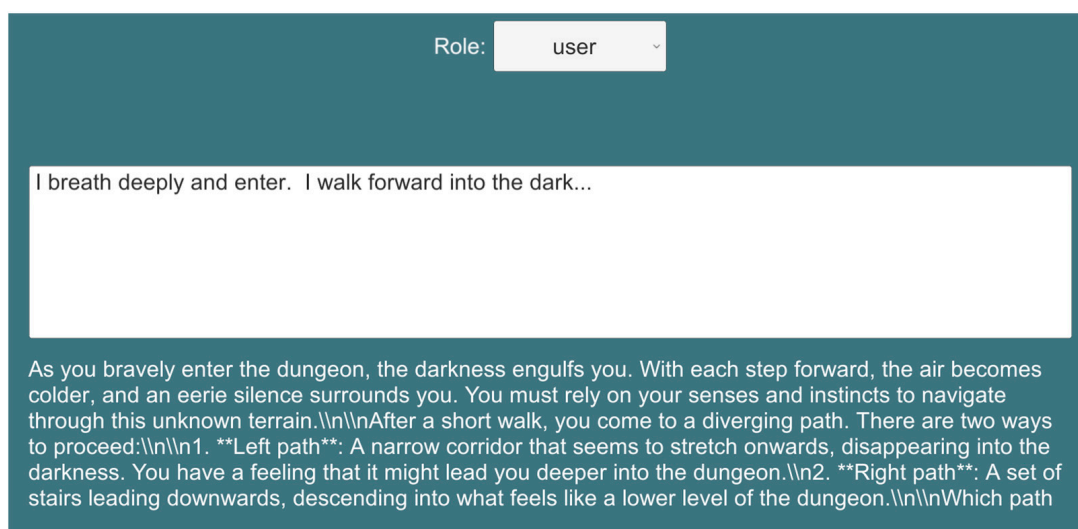 Role: user
I breath deeply and enter.  I walk forward into the dark...
As you bravely enter the dungeon, the darkness engulfs you. With each step forward, the air becomes
colder, and an eerie silence surrounds you. You must rely on your senses and instincts to navigate
through this unknown terrain.\\n\\nAfter a short walk, you come to a diverging path. There are two ways
to proceed:\\n\\n1. **Left path**: A narrow corridor that seems to stretch onwards, disappearing into the
darkness. You have a feeling that it might lead you deeper into the dungeon.\\n2. **Right path**: A set of
stairs leading downwards, descending into what feels like a lower level of the dungeon.\\n\\nWhich path